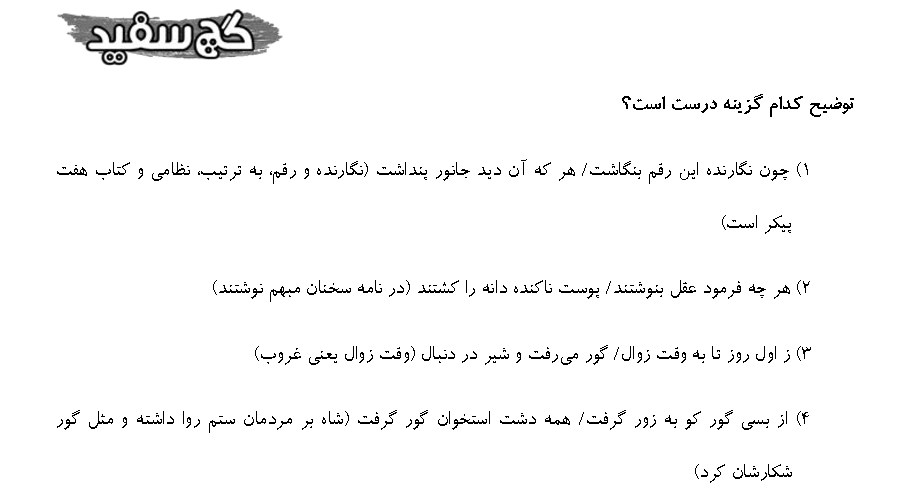 گچ سفید
توضیح کدام گزینه درست است؟
۱) چون نگارنده این رقم بنگاشت/ هر که آن دید جانور پنداشت (نگارنده و رقم، به ترتیب، نظامی و کتاب هفت
پیکر است)
۲) هر چه فرمود عقل بنوشتند/ پوست ناکنده دانه را کشتند (در نامه سخنان مبهم نوشتند)
۳) ز اول روز تا به وقت زوال/ گور می‌رفت و شیر در دنبال (وقت زوال یعنی غروب)
۴) از بسی گور کو به زور گرفت/ همه دشت استخوان گور گرفت (شاه بر مردمان ستم روا داشته و مثل گور
شکارشان کرد)